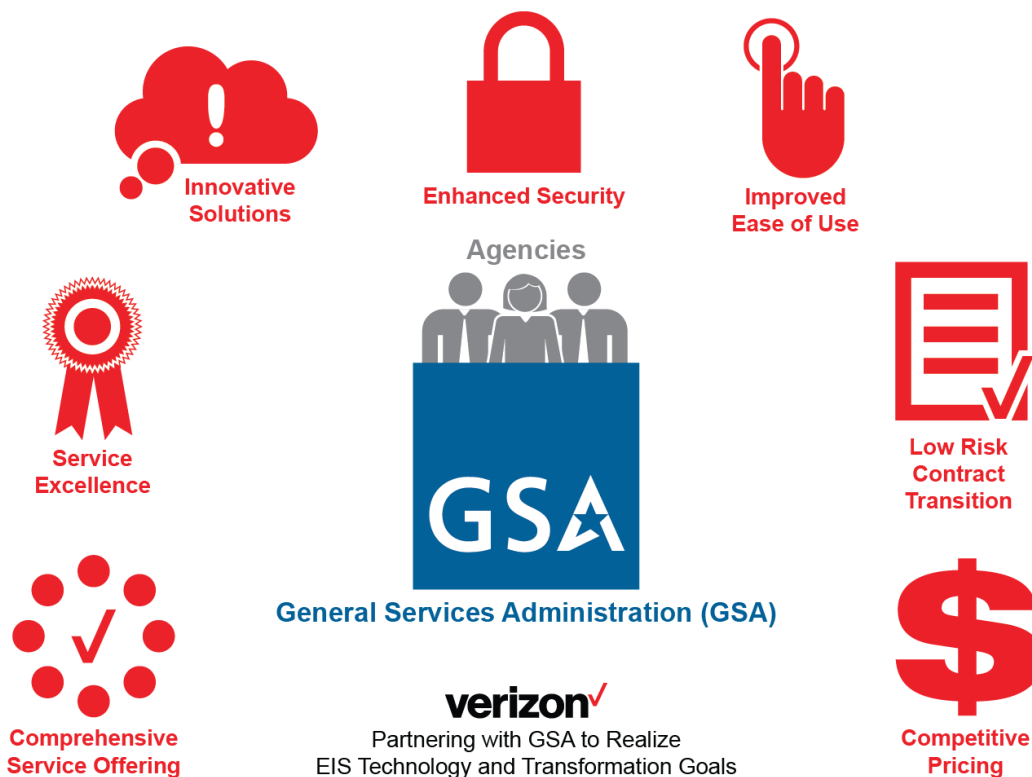 Innovative
Solutions
Enhanced Security
Improved
Ease of Use
Agencies
Service
Excellence
GSA
Low Risk
Contract
Transition
General Services Administration (GSA)
Comprehensive
Service Offering
verizon
Partnering with GSA to Realize
EIS Technology and Transformation Goals
Competitive
Pricing